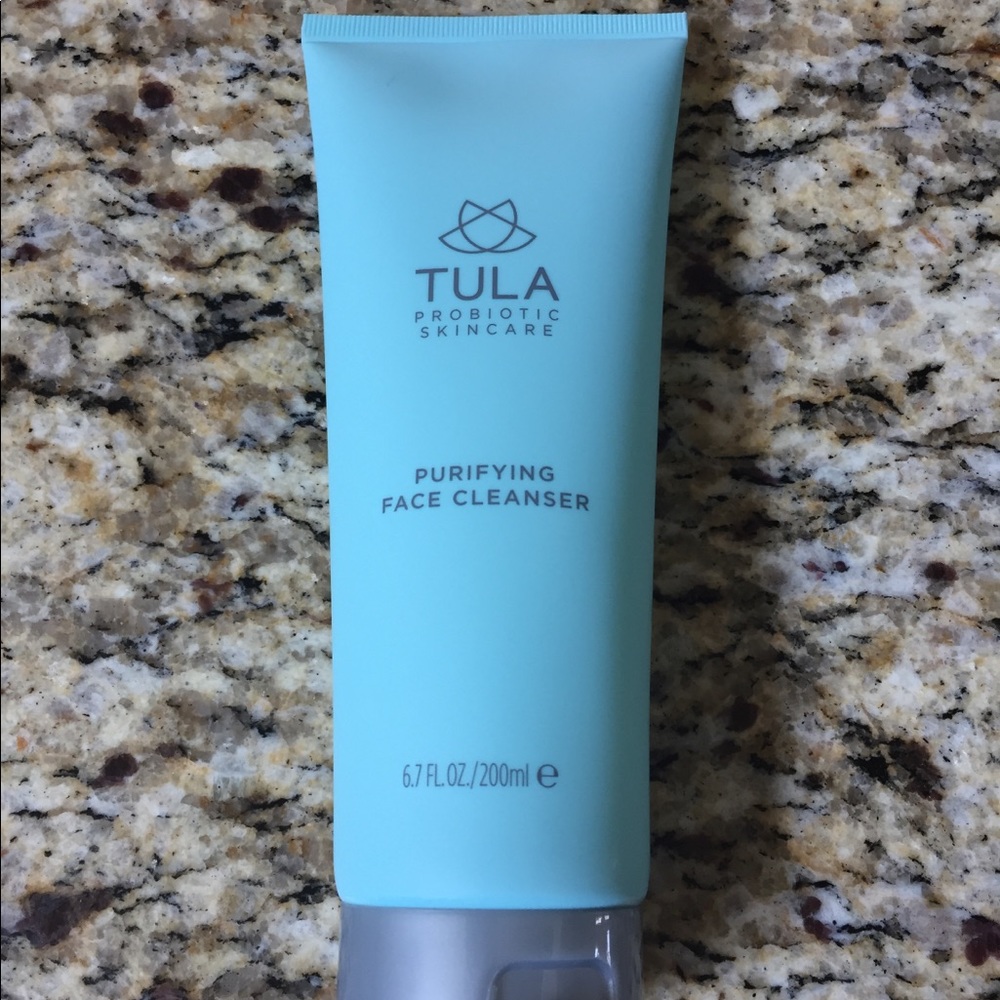 TULA
PROBIOTIC
SKINCARE
PURIFYING
FACE CLEANSER
6.7 FL.OZ./200ml ℮